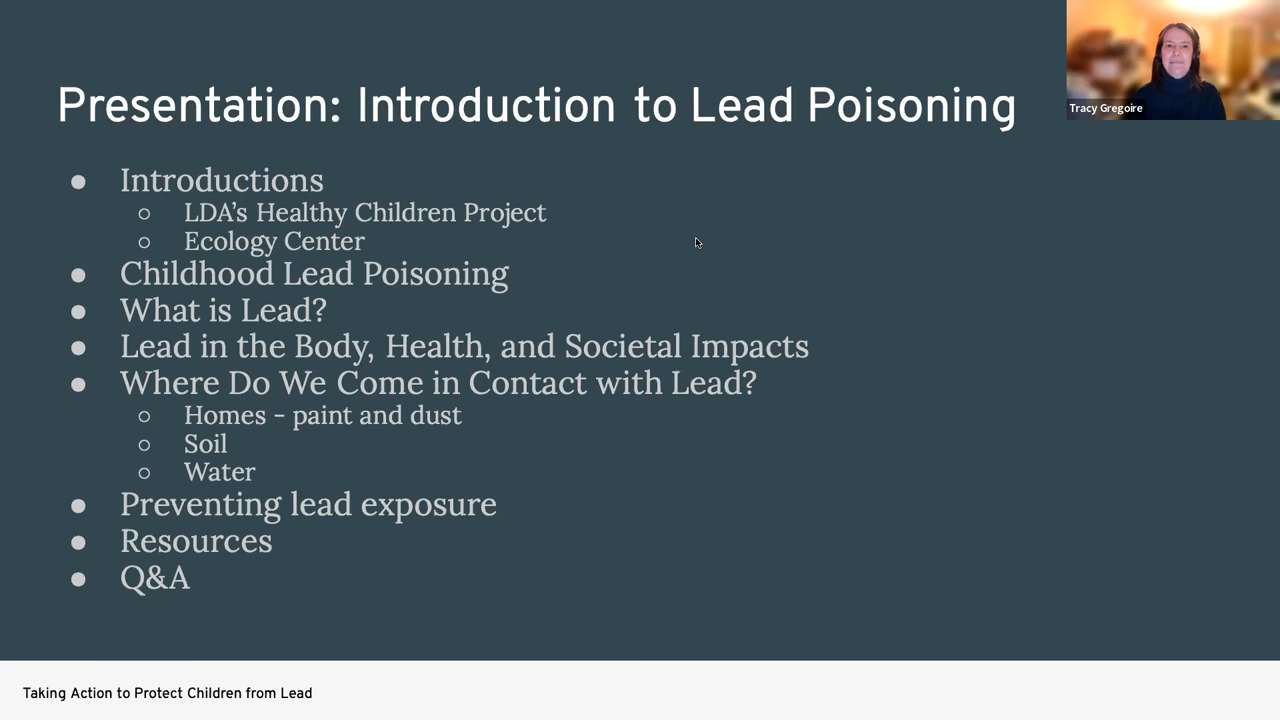 Presentation: Introduction to Lead Poisoning
Tracy Gregoire
● Introductions
○ LDA’s Healthy Children Project
○ Ecology Center
● Childhood Lead Poisoning
● What is Lead?
● Lead in the Body, Health, and Societal Impacts
● Where Do We Come in Contact with Lead?
○ Homes - paint and dust
○ Soil
○ Water
● Preventing lead exposure
● Resources
● Q&A
Taking Action to Protect Children from Lead